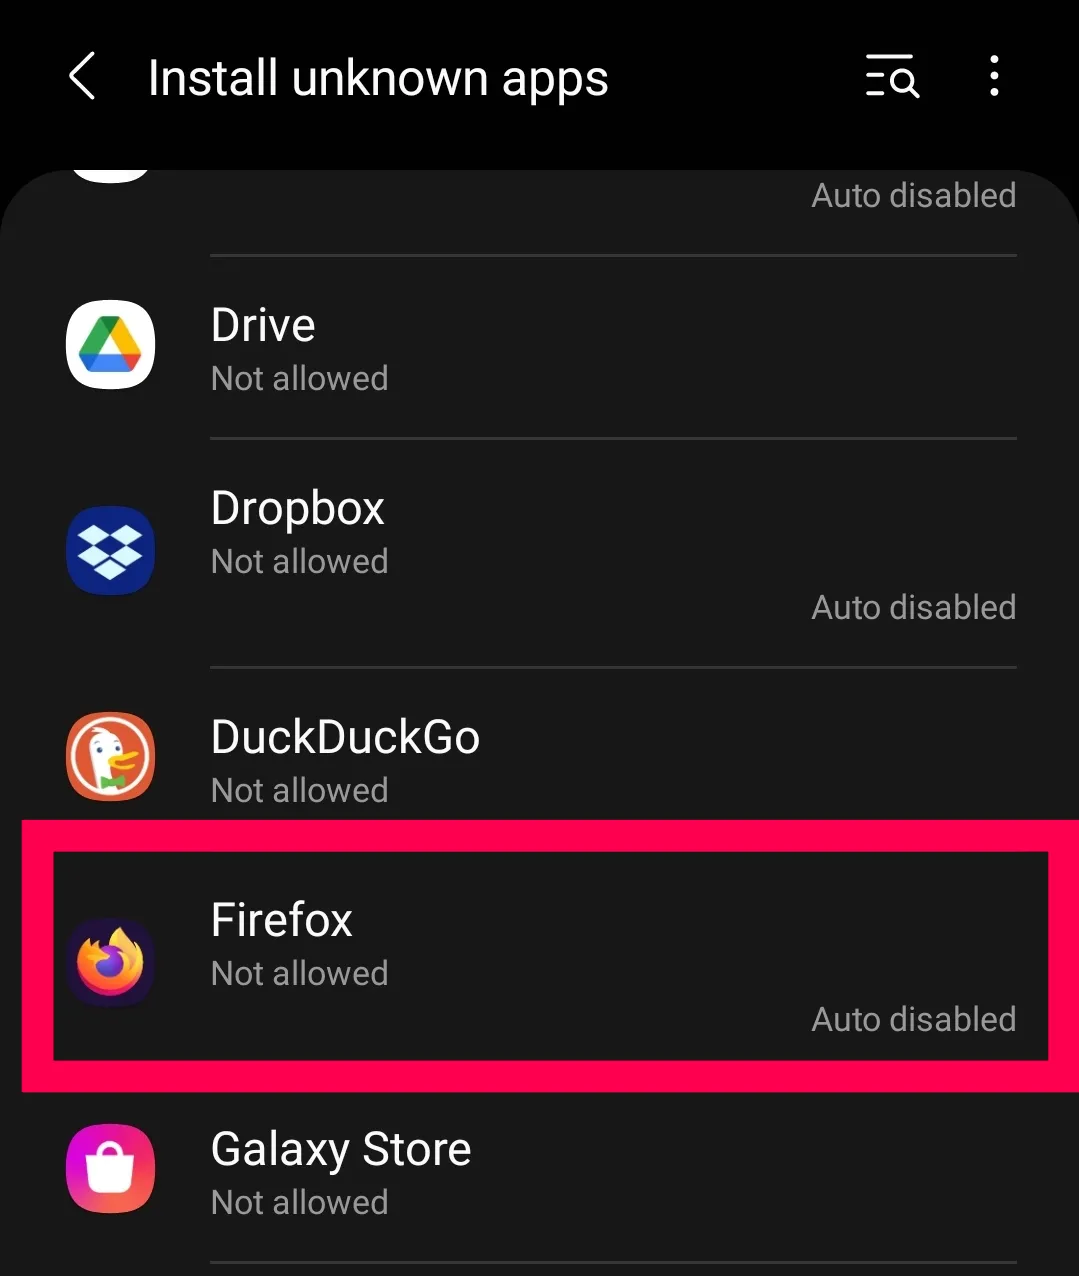 Install unknown apps
Auto disabled
Drive
Not allowed
Dropbox
Not allowed
Auto disabled
DuckDuckGo
Not allowed
Firefox
Not allowed
Auto disabled
Galaxy Store
Not allowed